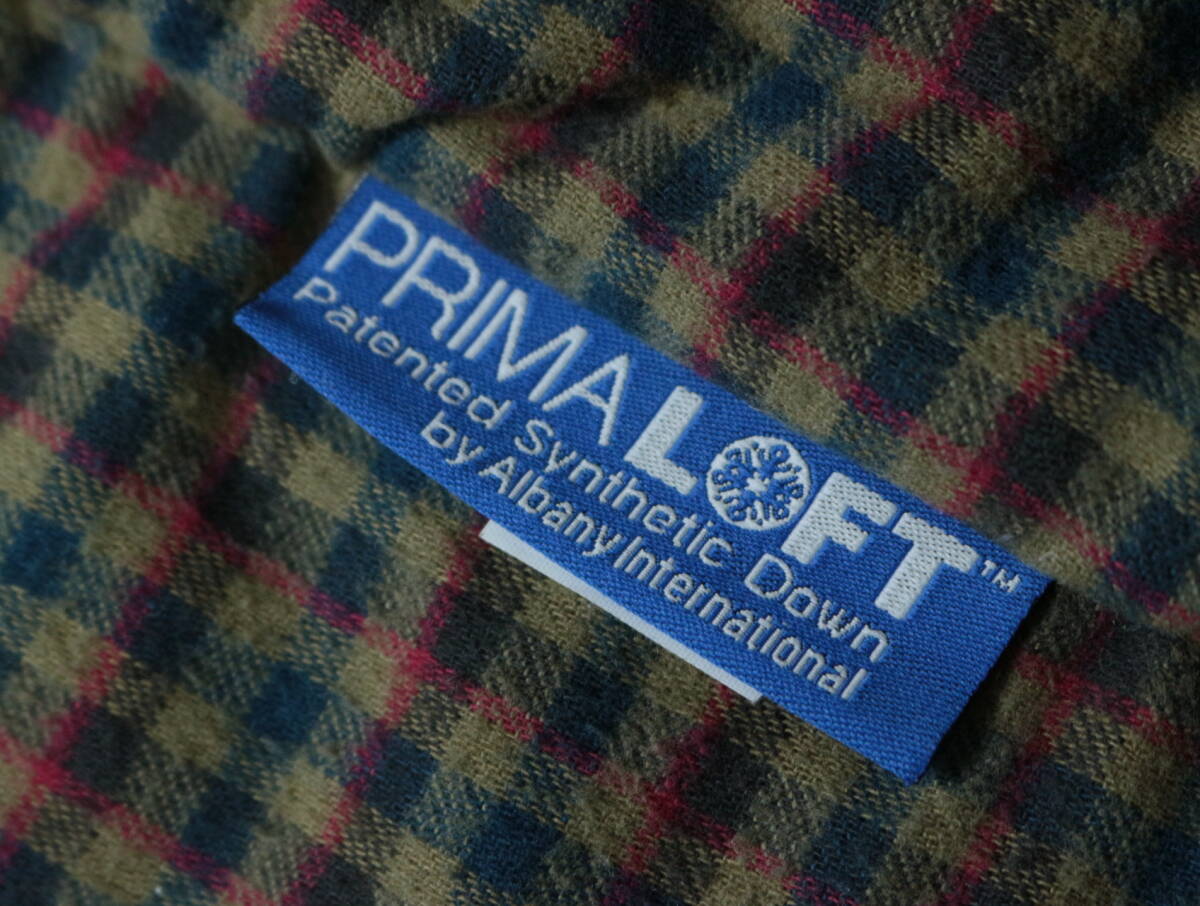 PRIMALOFT™
Patented Synthetic Down
by Albany International